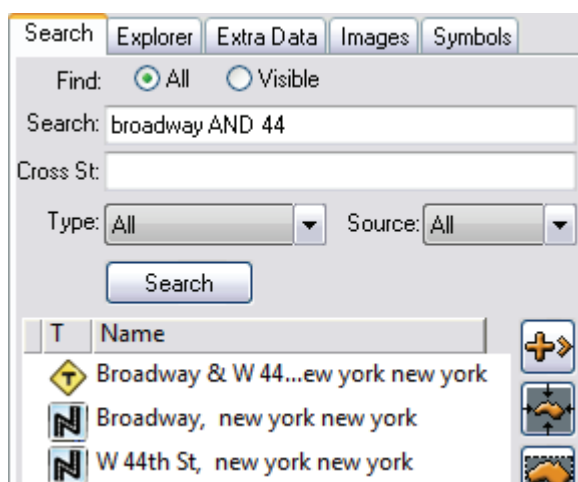 Search Explorer Extra Data Images Symbols
Find: All Visible
Search: broadway AND 44
Cross St:
Type: All Source: All
Search
T Name
T Broadway & W 44...ew york new york
Broadway, new york new york
W 44th St, new york new york